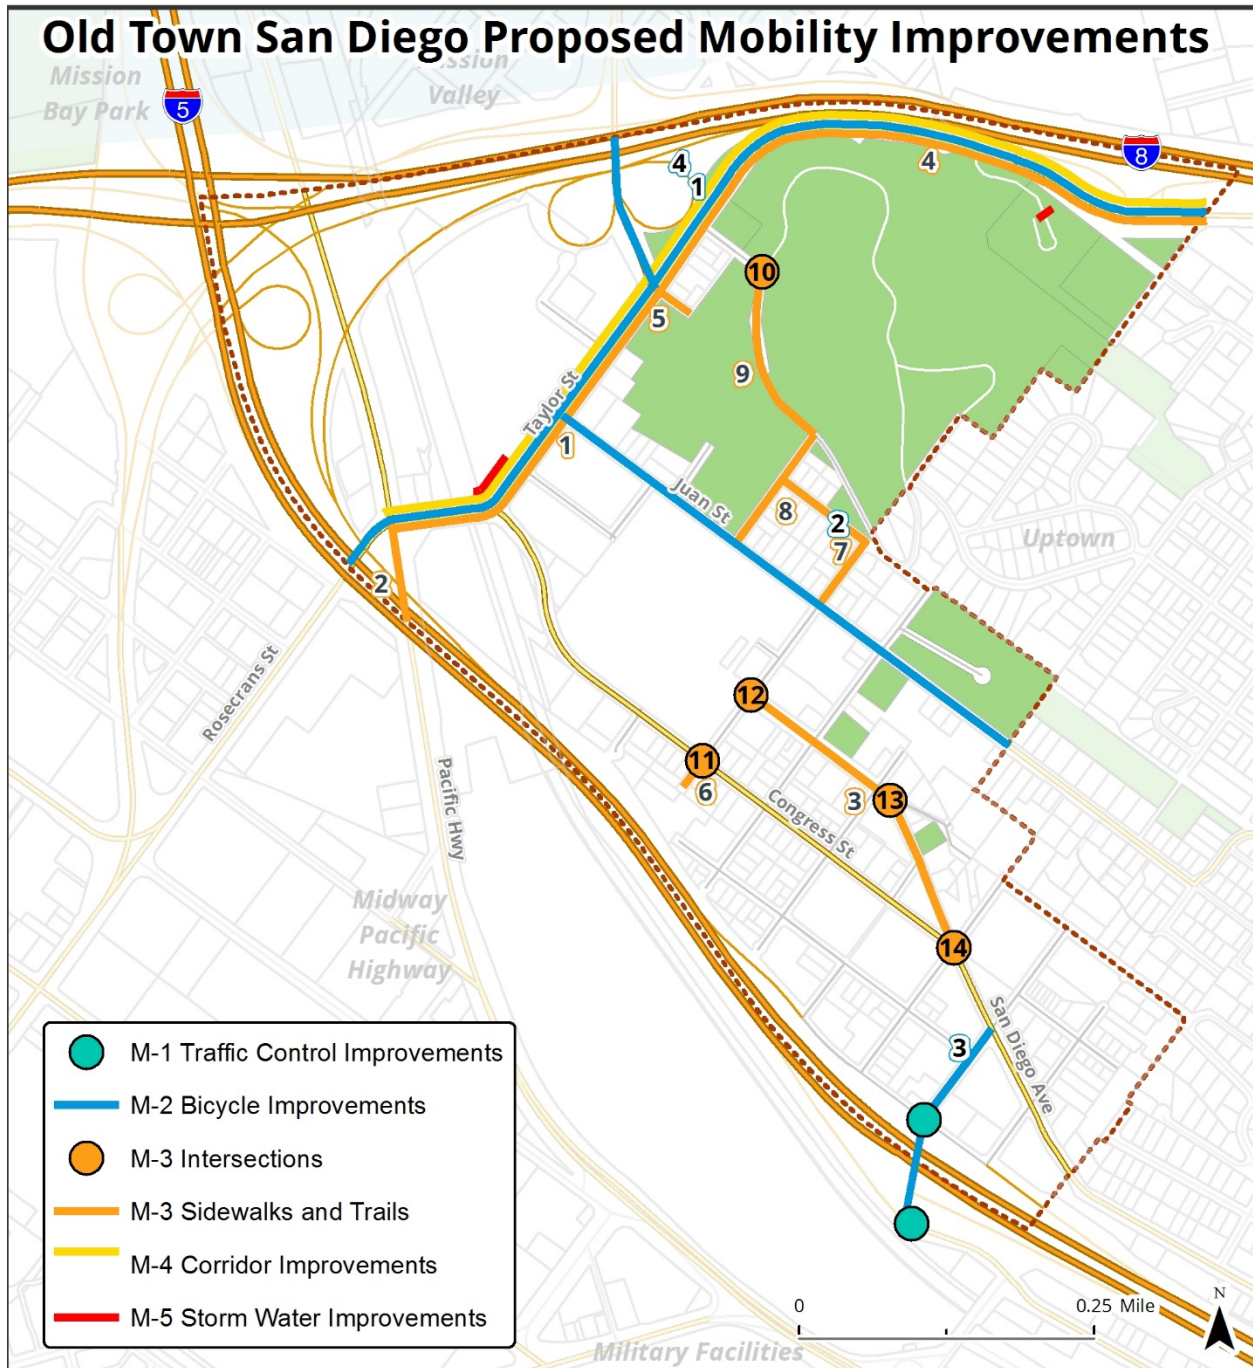 Old Town San Diego Proposed Mobility Improvements
Mission
Bay Park
Mission
Valley
5
8
4
1
4
10
5
9
Taylor St
1
Juan St
8
2
7
2
Uptown
Rosecrans St
12
11
6
3
13
Pacific Hwy
Congress St
Midway
Pacific
Highway
14
San Diego Ave
3
M-1 Traffic Control Improvements
M-2 Bicycle Improvements
M-3 Intersections
M-3 Sidewalks and Trails
M-4 Corridor Improvements
M-5 Storm Water Improvements
0
0.25 Mile
N
Military Facilities